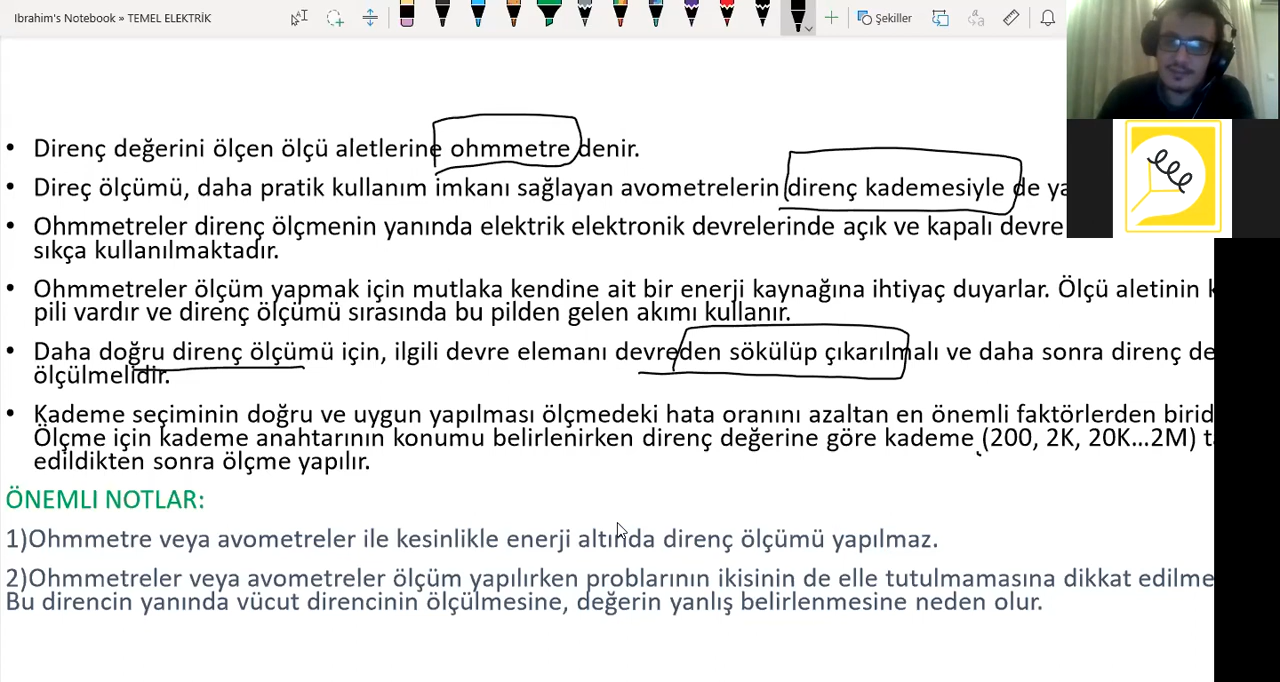 Ibrahim's Notebook » TEMEL ELEKTRİK
Şekiller
• Direnç değerini ölçen ölçü aletlerine ohmmetre denir.
• Direç ölçümü, daha pratik kullanım imkanı sağlayan avometrelerin direnç kademesiyle de
• Ohmmetreler direnç ölçmenin yanında elektrik elektronik devrelerinde açık ve kapalı devre
sıkça kullanılmaktadır.
• Ohmmetreler ölçüm yapmak için mutlaka kendine ait bir enerji kaynağına ihtiyaç duyarlar. Ölçü aletinin
pili vardır ve direnç ölçümü sırasında bu pilden gelen akımı kullanır.
• Daha doğru direnç ölçümü için, ilgili devre elemanı devreden sökülüp çıkarılmalı ve daha sonra direnç
ölçülmelidir.
• Kademe seçiminin doğru ve uygun yapılması ölçmedeki hata oranını azaltan en önemli faktörlerden
Ölçme için kademe anahtarının konumu belirlenirken direnç değerine göre kademe (200, 2K, 20K...2M)
edildikten sonra ölçme yapılır.
ÖNEMLI NOTLAR:
1)Ohmmetre veya avometreler ile kesinlikle enerji altında direnç ölçümü yapılmaz.
2)Ohmmetreler veya avometreler ölçüm yapılırken problarının ikisinin de elle tutulmamasına dikkat
Bu direncin yanında vücut direncinin ölçülmesine, değerin yanlış belirlenmesine neden olur.